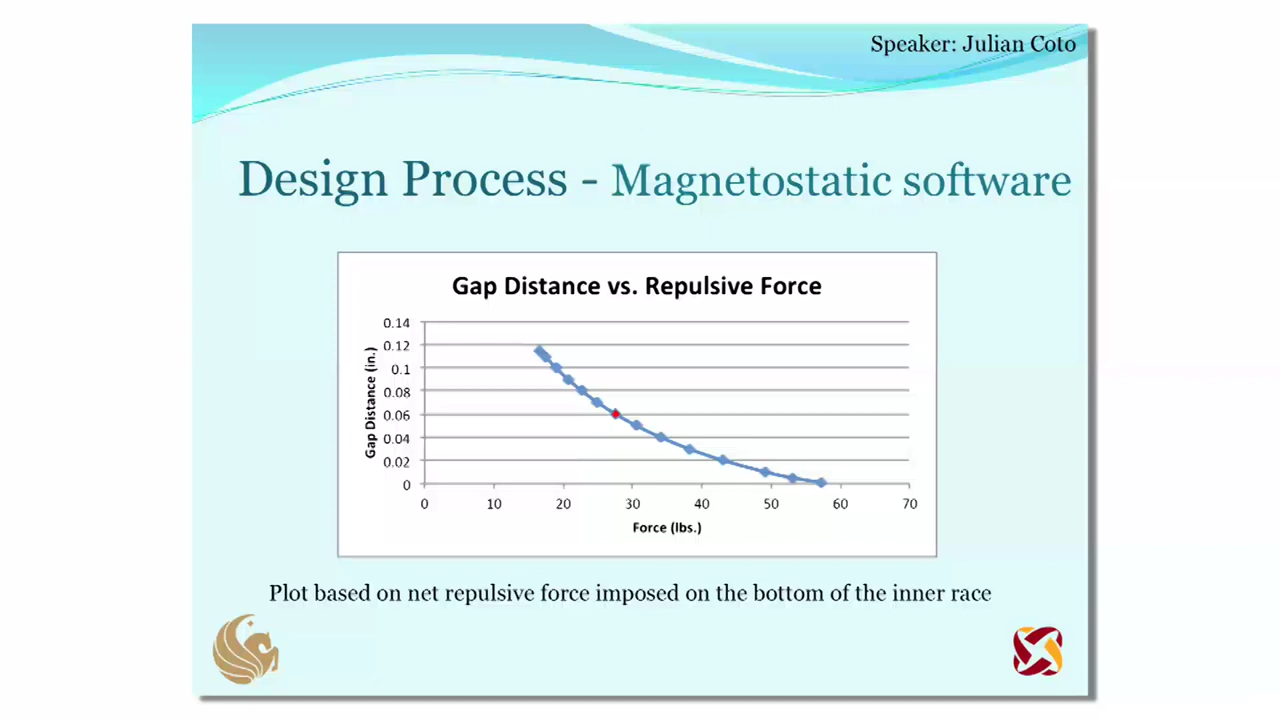 Speaker: Julian Coto
Design Process - Magnetostatic software
Gap Distance vs. Repulsive Force
Gap Distance (in.)
0.14
0.12
0.1
0.08
0.06
0.04
0.02
0
0 10 20 30 40 50 60 70
Force (lbs.)
Plot based on net repulsive force imposed on the bottom of the inner race